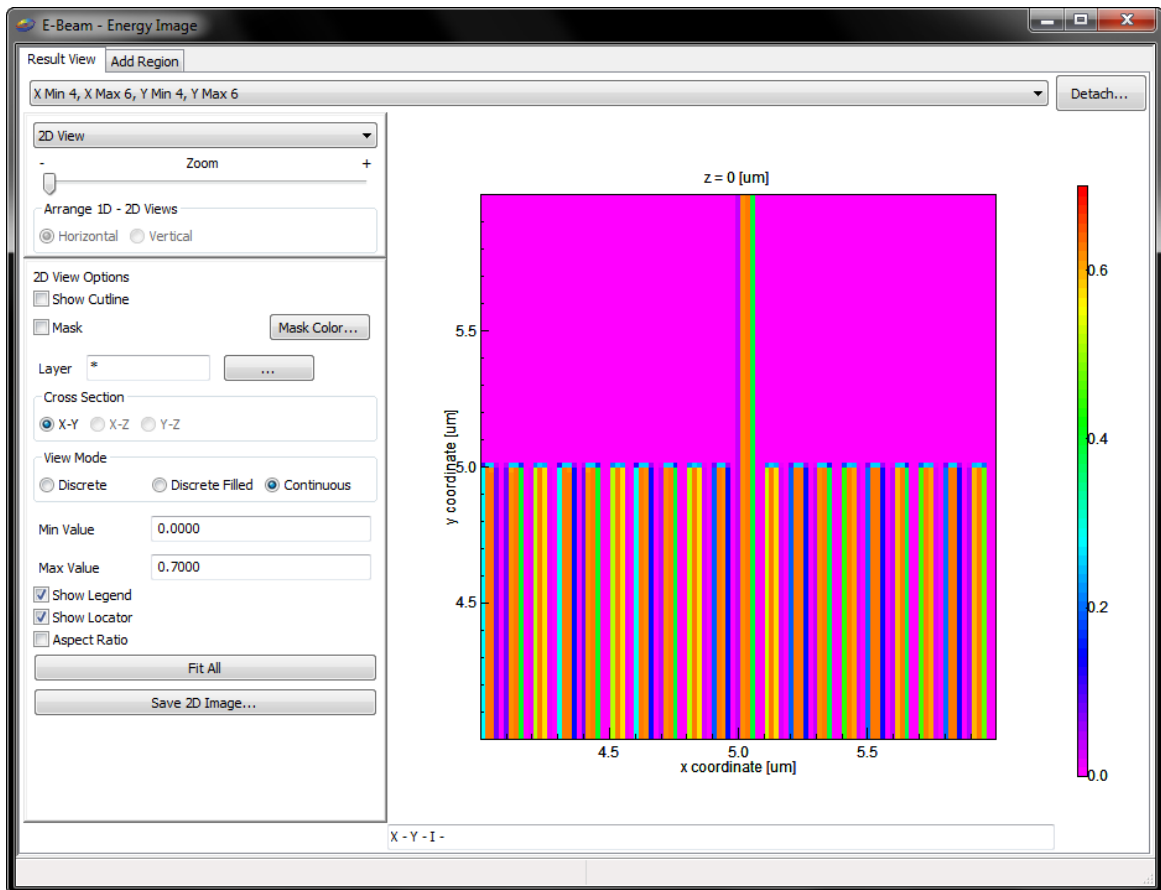 E-Beam - Energy Image
Result View Add Region
X Min 4, X Max 6, Y Min 4, Y Max 6
Detach...
2D View
- Zoom +
Arrange 1D - 2D Views
Horizontal Vertical
2D View Options
Show Cutline
Mask Mask Color...
Layer * ...
Cross Section
X-Y X-Z Y-Z
View Mode
Discrete Discrete Filled Continuous
Min Value 0.0000
Max Value 0.7000
Show Legend
Show Locator
Aspect Ratio
Fit All
Save 2D Image...
z = 0 [um]
5.5
5.0
4.5
y coordinate [um]
4.5 5.0 5.5
x coordinate [um]
0.6
0.4
0.2
0.0
X - Y - I -